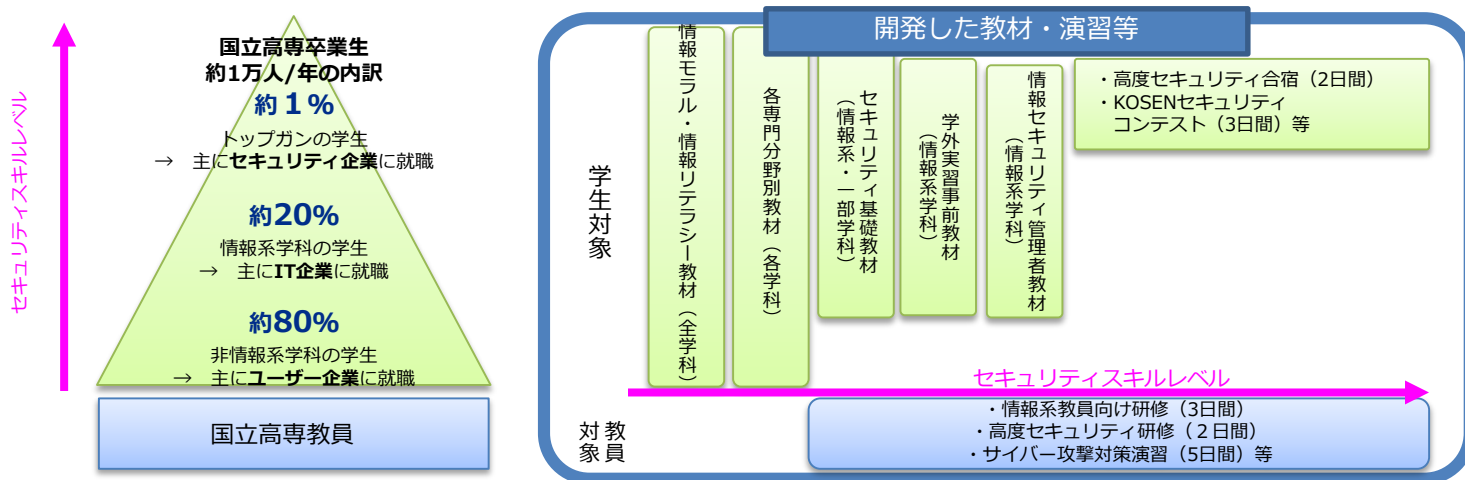 セキュリティスキルレベル
国立高専卒業生
約1万人/年の内訳
約１%
トップガンの学生
→　主にセキュリティ企業に就職
約20%
情報系学科の学生
→　主にIT企業に就職
約80%
非情報系学科の学生
→　主にユーザー企業に就職
国立高専教員
開発した教材・演習等
学生対象
情報モラル・情報リテラシー教材（全学科）
各専門分野別教材（各学科）
セキュリティ基礎教材
（情報系・一部学科）
学外実習事前教材
（情報系学科）
情報セキュリティ管理者教材
（情報系学科）
・高度セキュリティ合宿（2日間）
・KOSENセキュリティ
コンテスト（3日間）等
セキュリティスキルレベル
教員
対象
・情報系教員向け研修（3日間）
・高度セキュリティ研修（２日間）
・サイバー攻撃対策演習（5日間）等